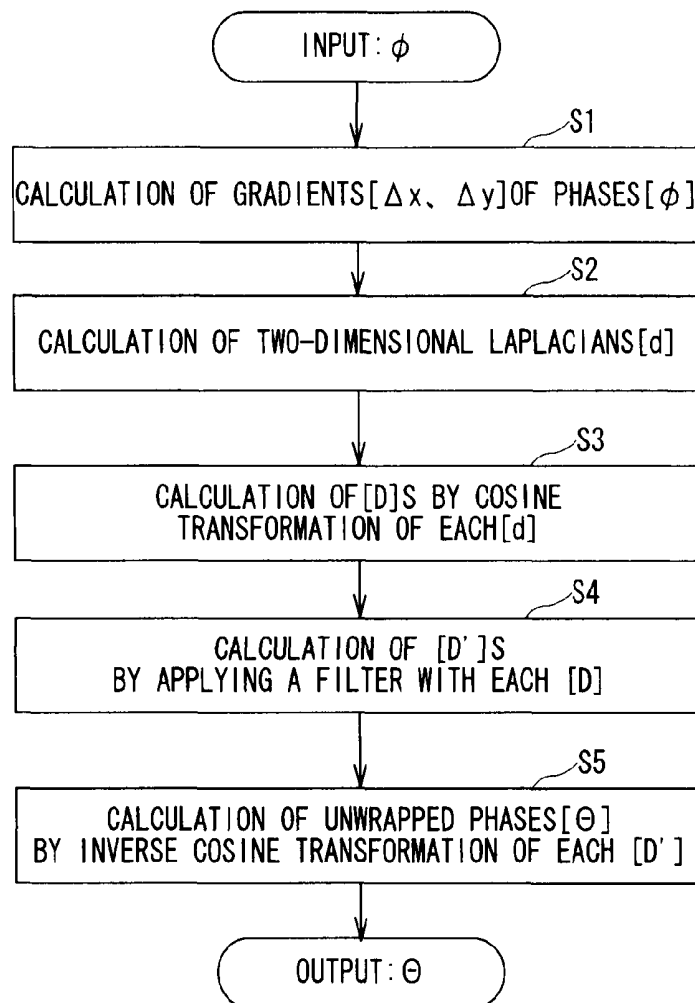 INPUT: ϕ
S1
CALCULATION OF GRADIENTS[Δx、Δy]OF PHASES[ϕ]
S2
CALCULATION OF TWO-DIMENSIONAL LAPLACIANS[d]
S3
CALCULATION OF[D]S BY COSINE
TRANSFORMATION OF EACH[d]
S4
CALCULATION OF [D']S
BY APPLYING A FILTER WITH EACH [D]
S5
CALCULATION OF UNWRAPPED PHASES[Θ]
BY INVERSE COSINE TRANSFORMATION OF EACH [D']
OUTPUT: Θ